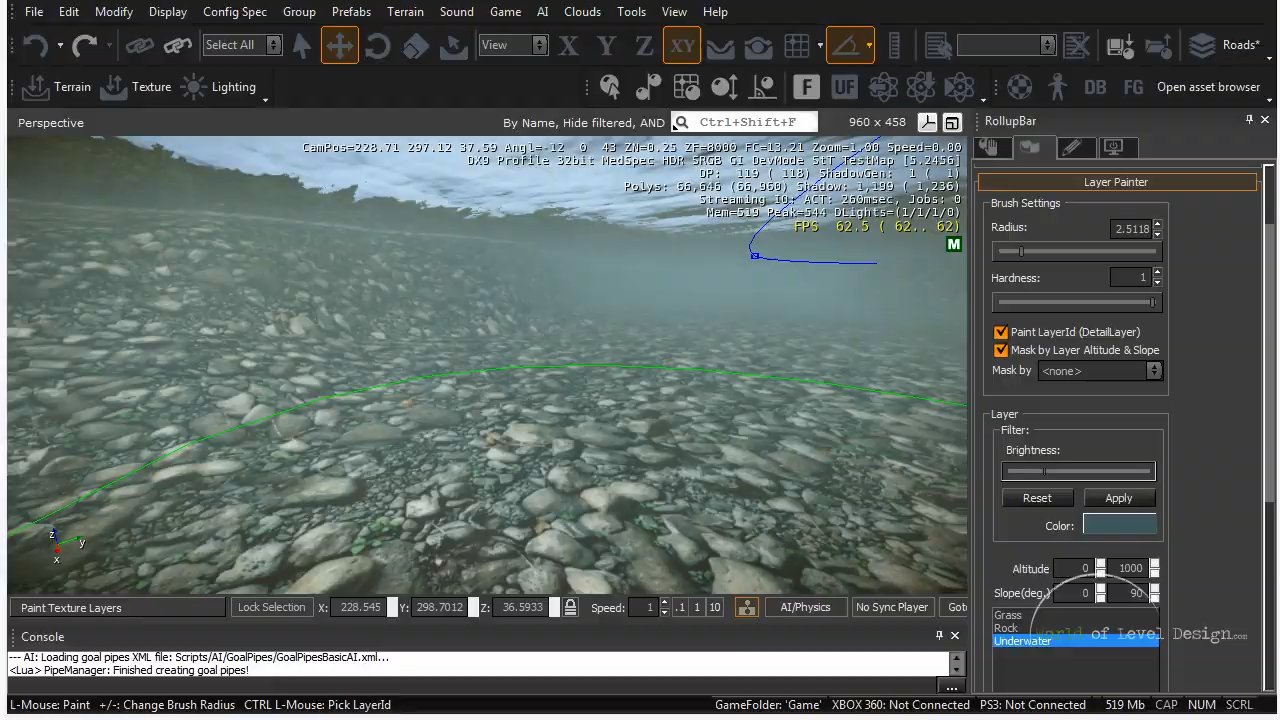 File Edit Modify Display Config Spec Group Prefabs Terrain Sound Game AI Clouds Tools View Help
Select All View X Y Z XY Roads*
Terrain Texture Lighting F UF DB FG Open asset browser
Perspective By Name, Hide filtered, AND Ctrl+Shift+F 960 x 458
RollupBar
CamPos=228.71 297.12 37.59 Angl=-12 0 43 ZN=0.25 ZF=8000 FC=13.21 Zoom=1.00 Speed=0.00
DX9 Profile 32bit MedSpec HDR SRGB GI DevMode StT TestMap [5.2456]
DP: 119 ( 118) ShadowGen: 1 ( 1)
Polys: 66,646 (66,960) Shadow: 1,199 ( 1,236)
Streaming IO: ACT: 260msec, Jobs: 0
Mem=519 Peak=544 DLights=(1/1/1/0)
FPS 62.5 ( 62.. 62)
M
z
y
x
Layer Painter
Brush Settings
Radius: 2.5118
Hardness: 1
Paint LayerId (DetailLayer)
Mask by Layer Altitude & Slope
Mask by <none>
Layer
Filter:
Brightness:
Reset Apply
Color:
Altitude 0 1000
Slope(deg.) 0 90
Grass
Rock
Underwater
World of Level Design.com
Paint Texture Layers Lock Selection X: 228.545 Y: 298.7012 Z: 36.5933 Speed: 1 .1 1 10 AI/Physics No Sync Player Goto
Console
--- AI: Loading goal pipes XML file: Scripts/AI/GoalPipes/GoalPipesBasicAI.xml...
<Lua> PipeManager: Finished creating goal pipes!
...
L-Mouse: Paint +/-: Change Brush Radius CTRL L-Mouse: Pick LayerId GameFolder: 'Game' XBOX 360: Not Connected PS3: Not Connected 519 Mb CAP NUM SCRL